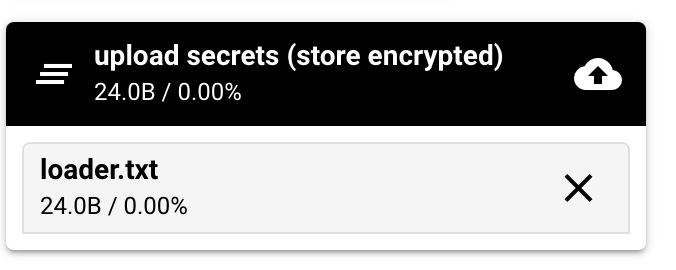 upload secrets (store encrypted)
24.0B / 0.00%
loader.txt
24.0B / 0.00%